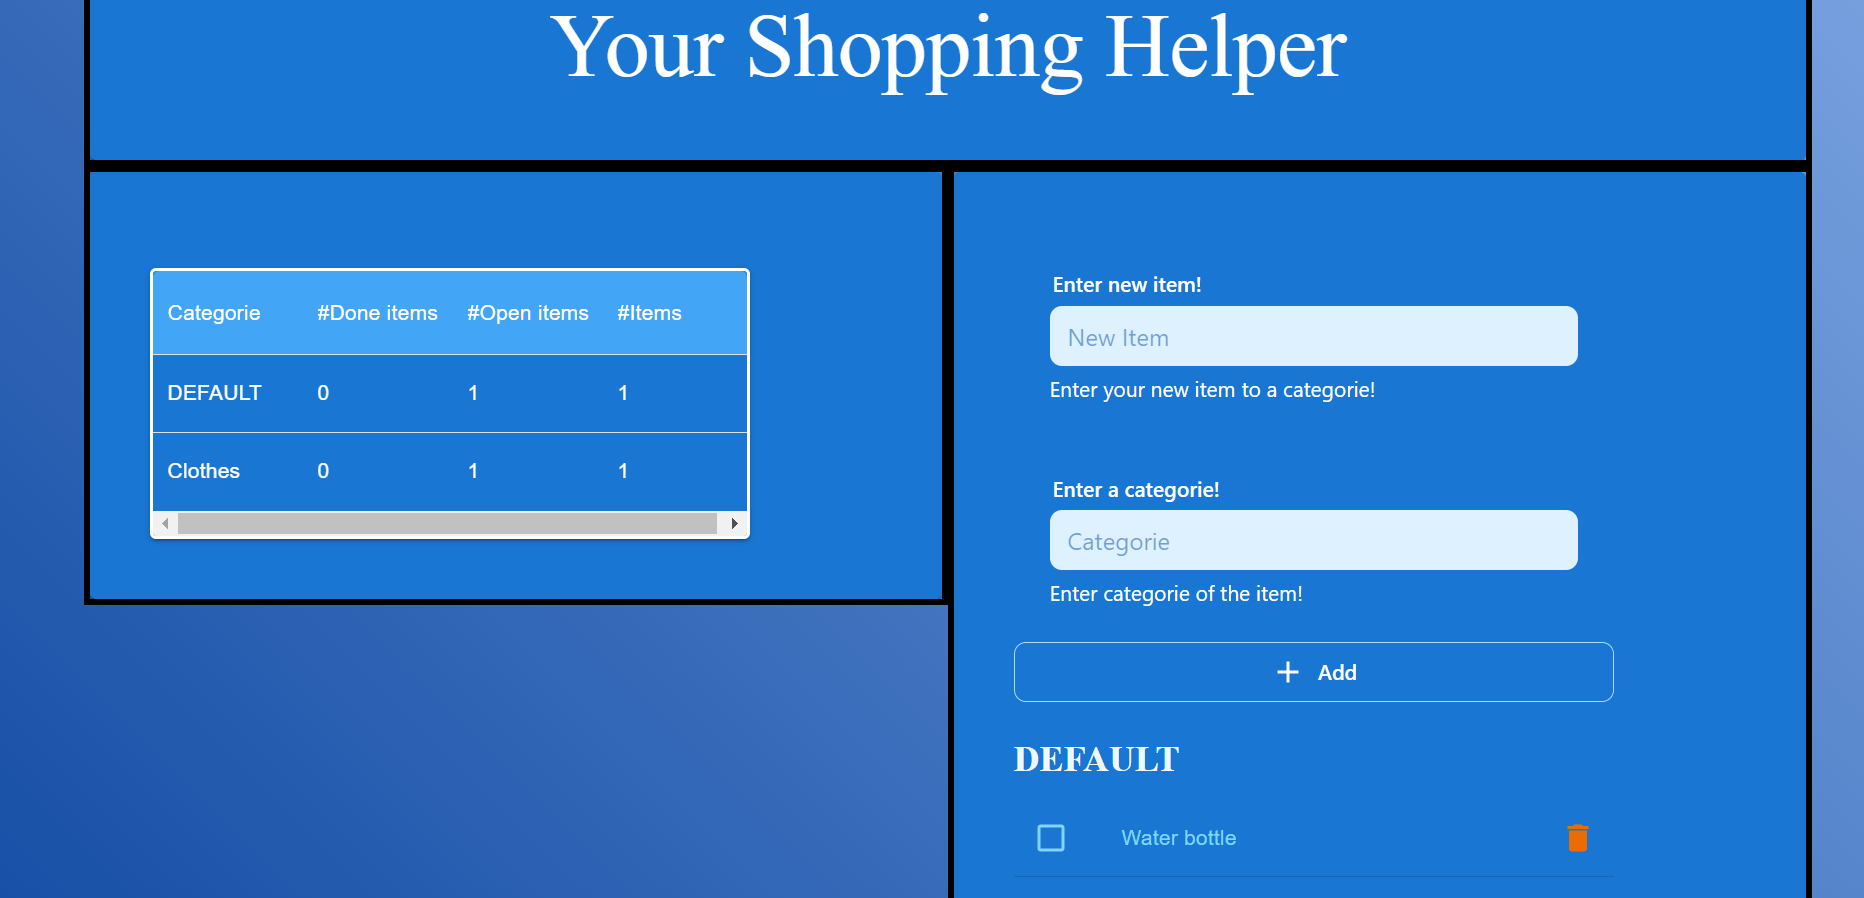 Your Shopping Helper
Categorie #Done items #Open items #Items
DEFAULT 0 1 1
Clothes 0 1 1
Enter new item!
New Item
Enter your new item to a categorie!
Enter a categorie!
Categorie
Enter categorie of the item!
Add
DEFAULT
Water bottle